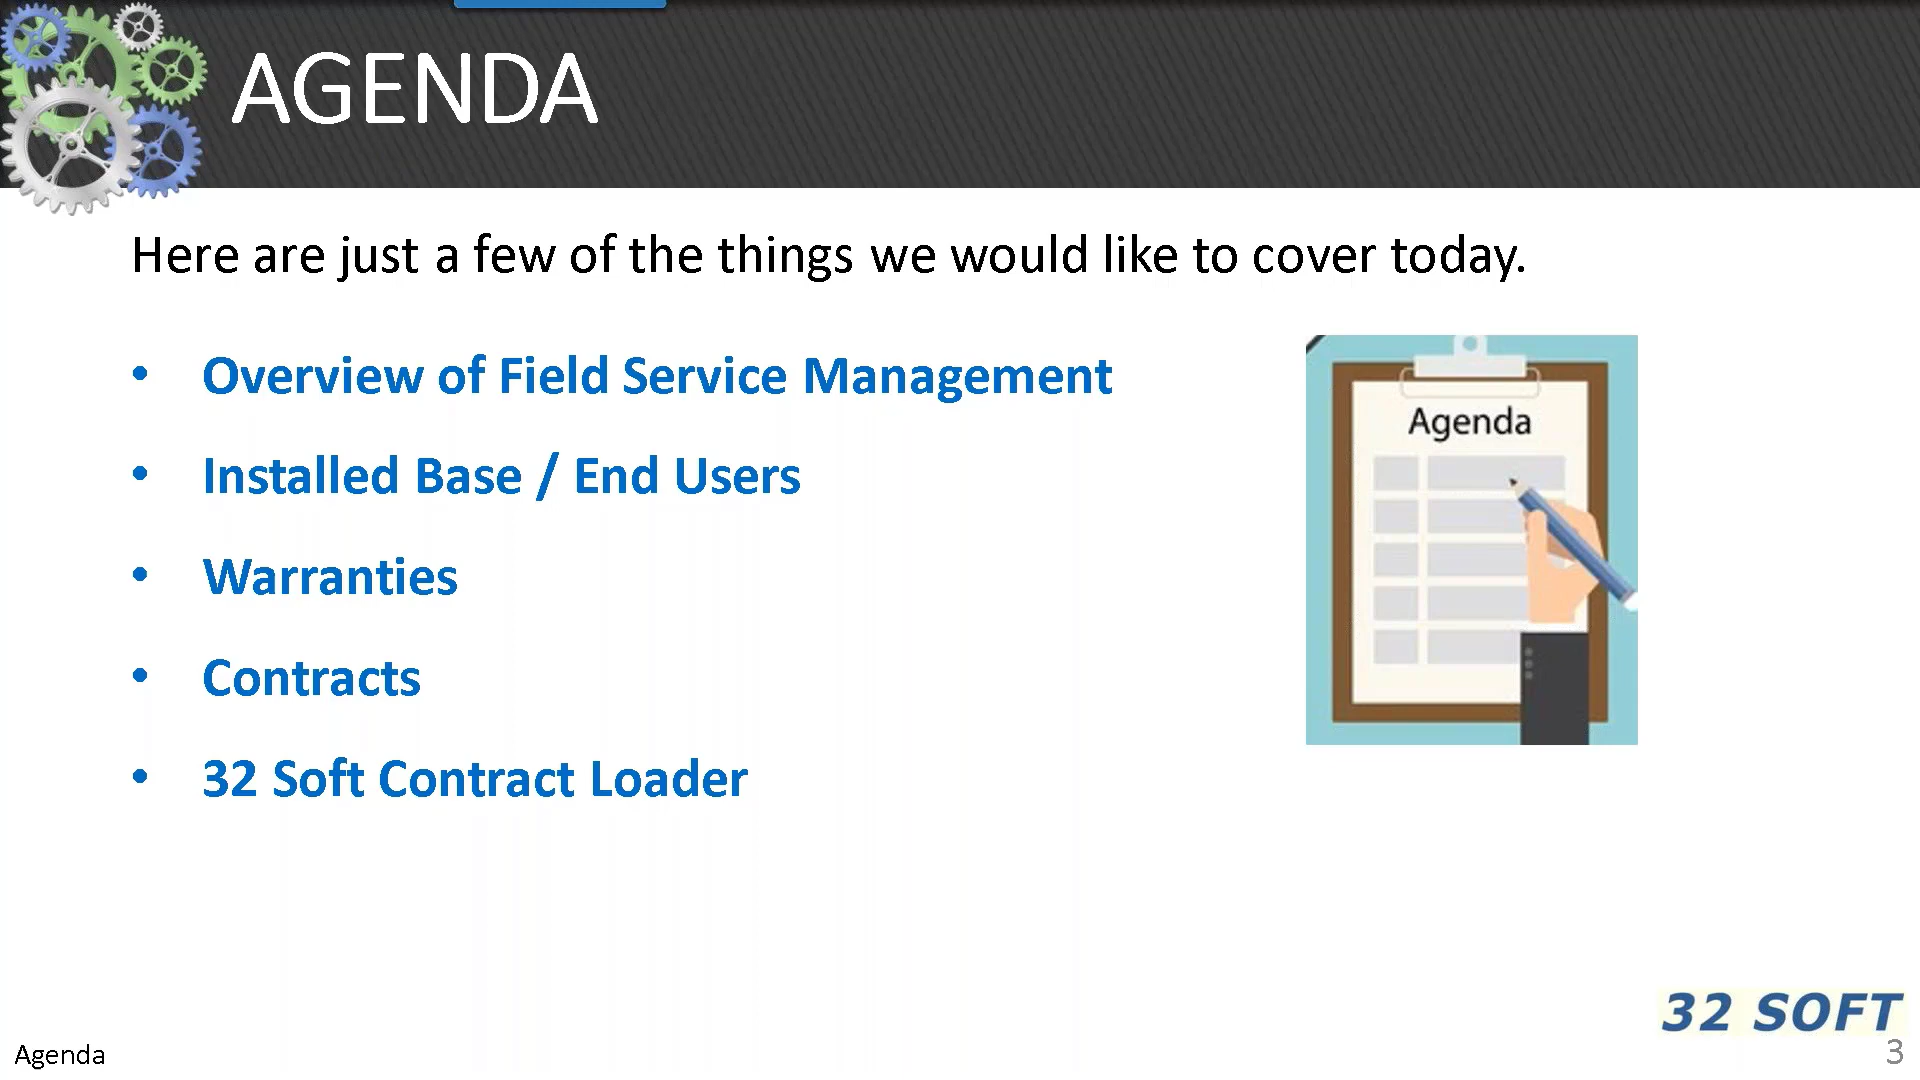 AGENDA
Here are just a few of the things we would like to cover today.
• Overview of Field Service Management
• Installed Base / End Users
• Warranties
• Contracts
• 32 Soft Contract Loader
Agenda
32 SOFT
Agenda
3